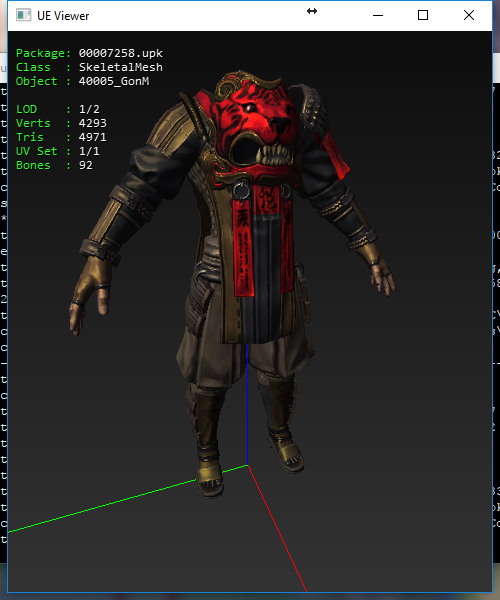 UE Viewer
Package: 00007258.upk
Class : SkeletalMesh
Object : 40005_GonM
LOD : 1/2
Verts : 4293
Tris : 4971
UV Set : 1/1
Bones : 92